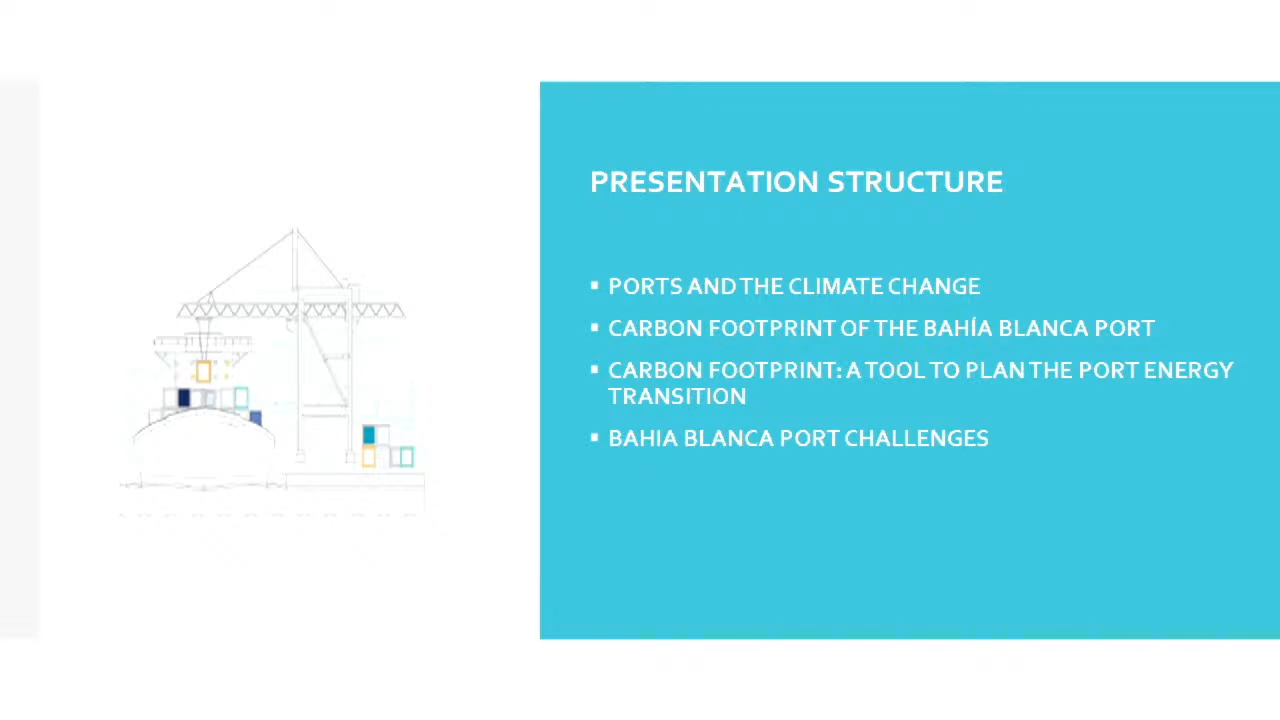 PRESENTATION STRUCTURE
▪ PORTS AND THE CLIMATE CHANGE
▪ CARBON FOOTPRINT OF THE BAHÍA BLANCA PORT
▪ CARBON FOOTPRINT: A TOOL TO PLAN THE PORT ENERGY
TRANSITION
▪ BAHIA BLANCA PORT CHALLENGES